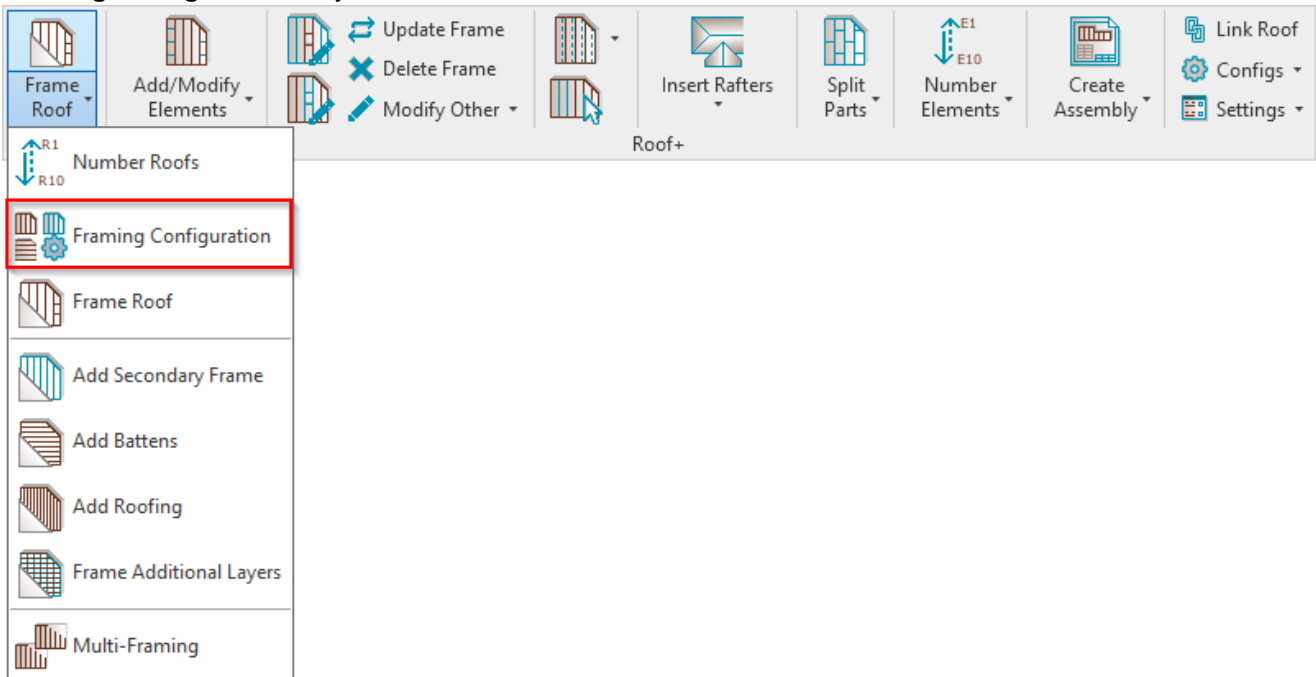 Update Frame
Link Roof
Delete Frame
Configs
Modify Other
Settings
Frame
Roof
Add/Modify
Elements
Insert Rafters
Split
Parts
E1
E10
Number
Elements
Create
Assembly
Roof+
R1
R10
Number Roofs
Framing Configuration
Frame Roof
Add Secondary Frame
Add Battens
Add Roofing
Frame Additional Layers
Multi-Framing